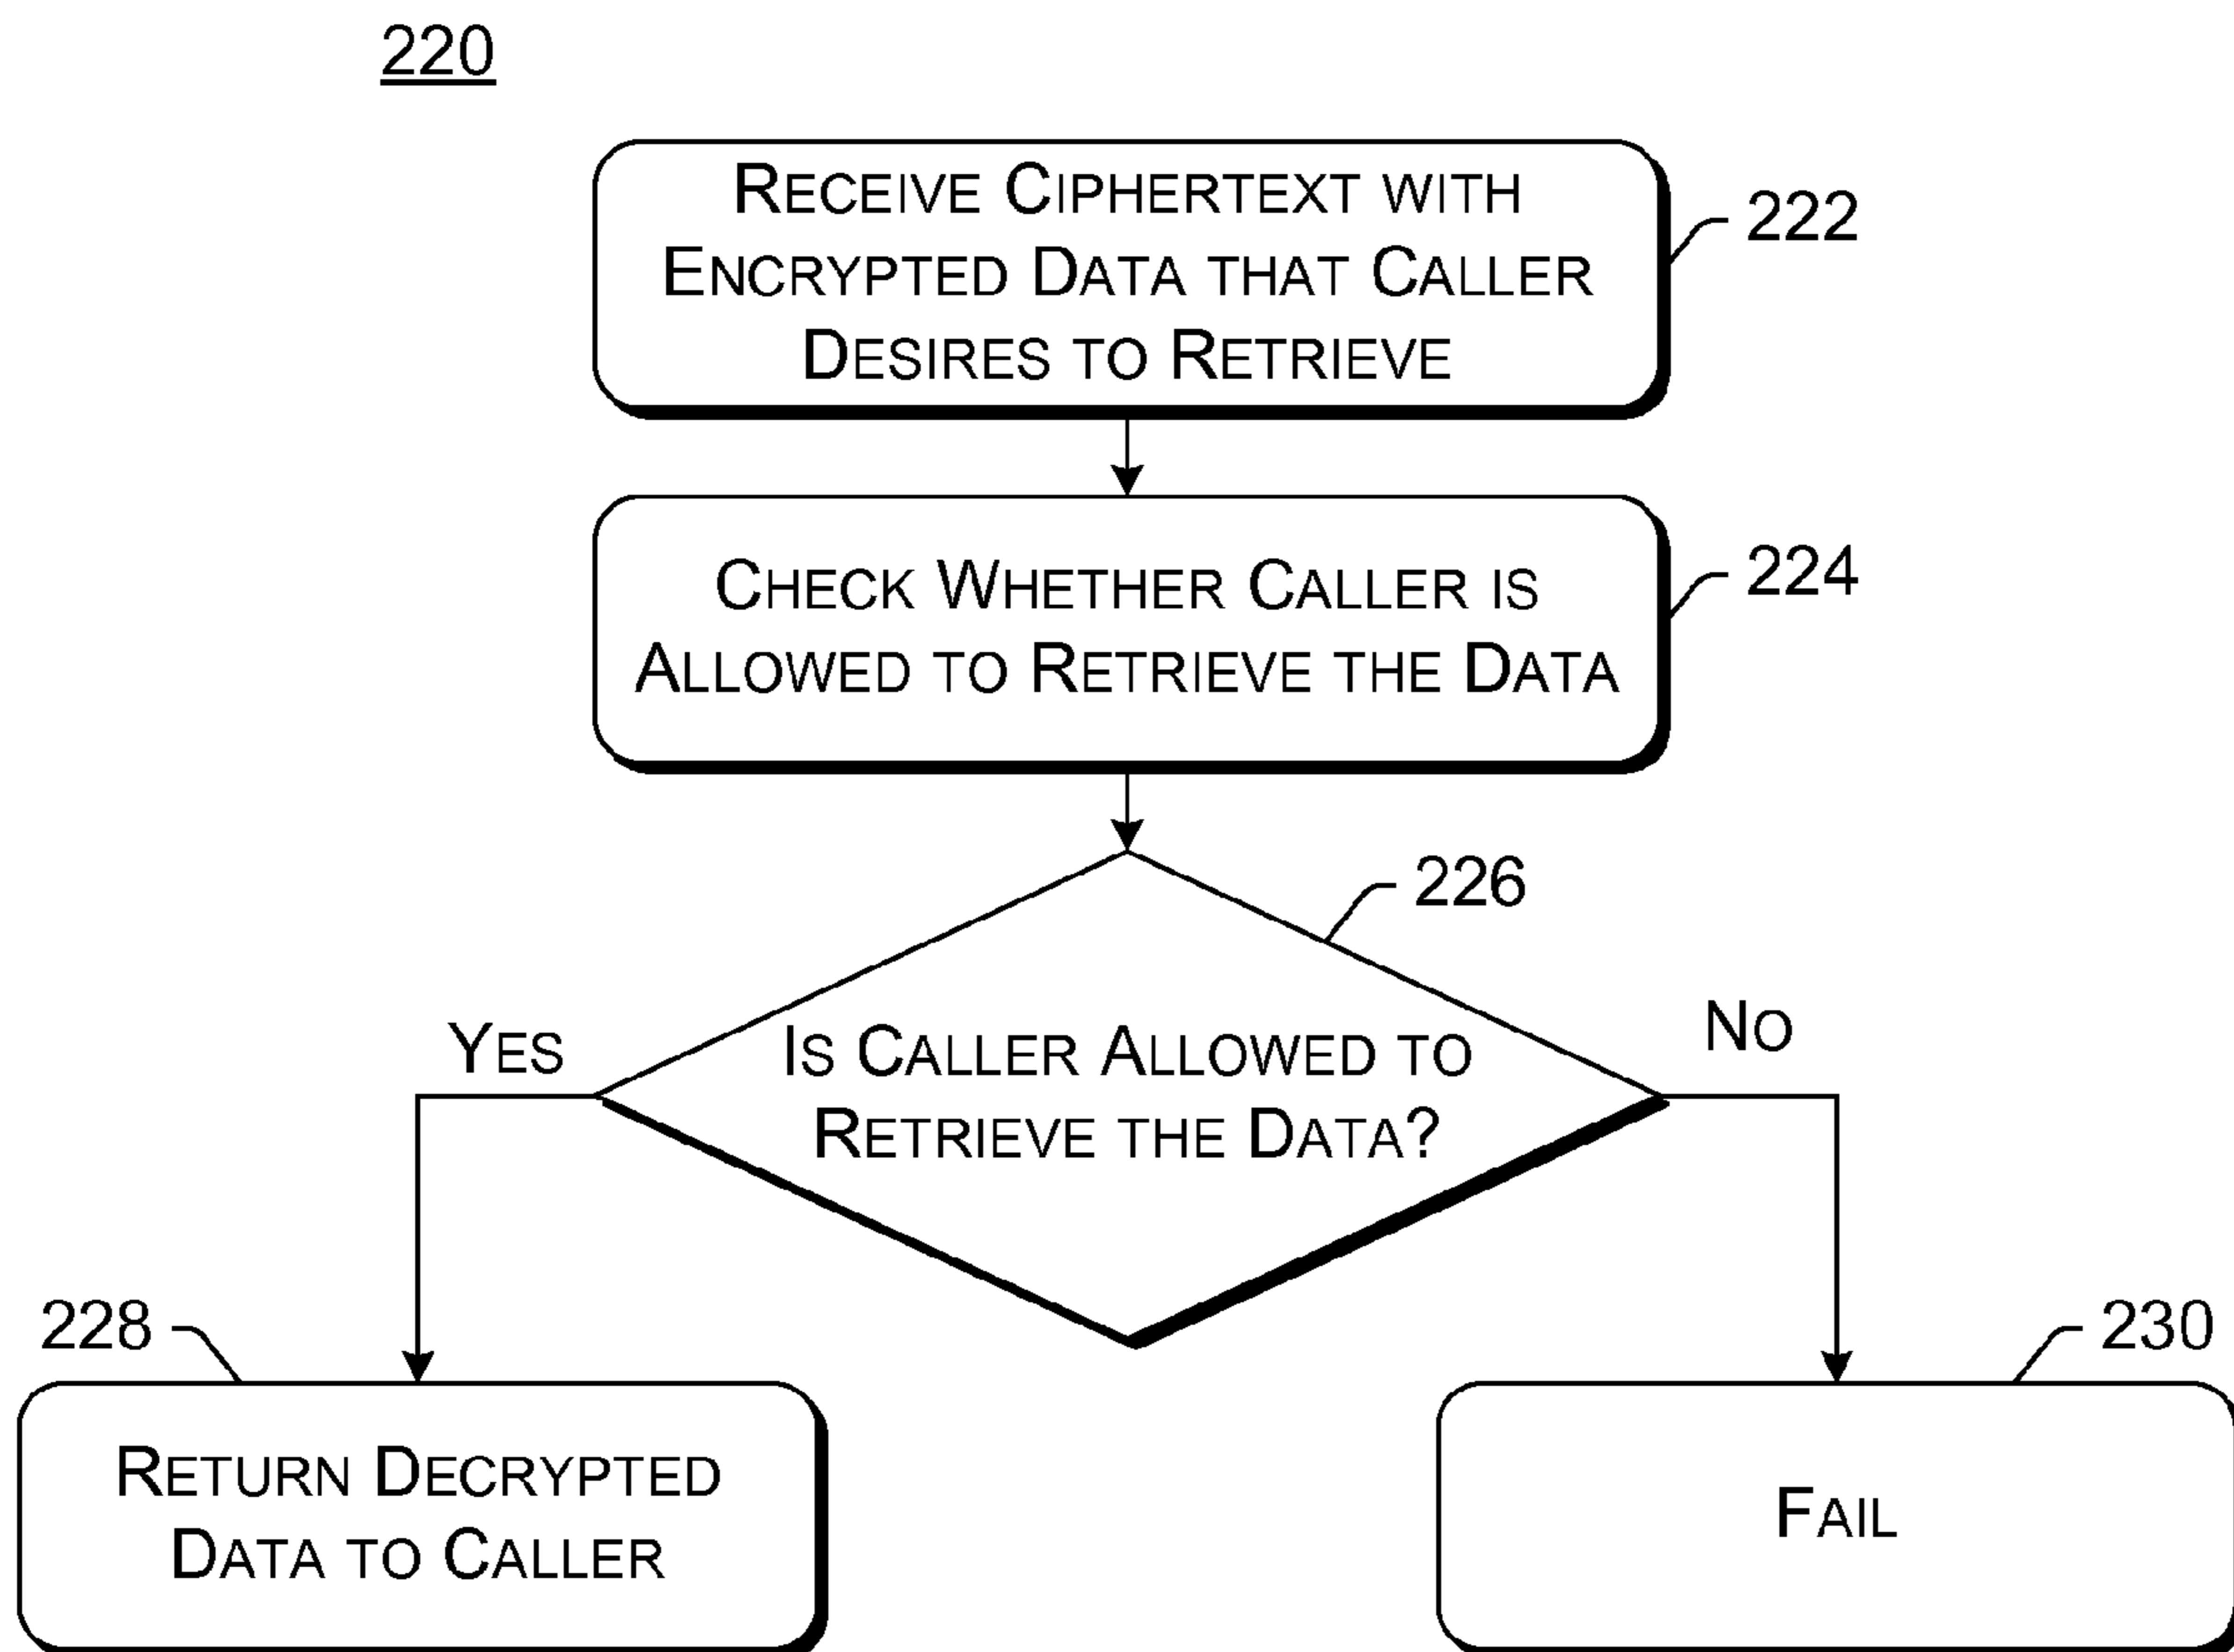 220
RECEIVE CIPHERTEXT WITH
ENCRYPTED DATA THAT CALLER
DESIRES TO RETRIEVE
222
CHECK WHETHER CALLER IS
ALLOWED TO RETRIEVE THE DATA
224
226
YES
IS CALLER ALLOWED TO
RETRIEVE THE DATA?
NO
228
RETURN DECRYPTED
DATA TO CALLER
230
FAIL